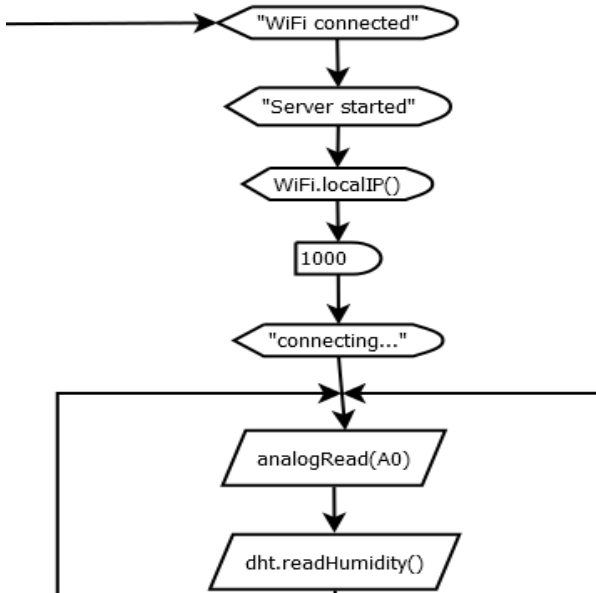 "WiFi connected"
"Server started"
WiFi.localIP()
1000
"connecting..."
analogRead(A0)
dht.readHumidity()